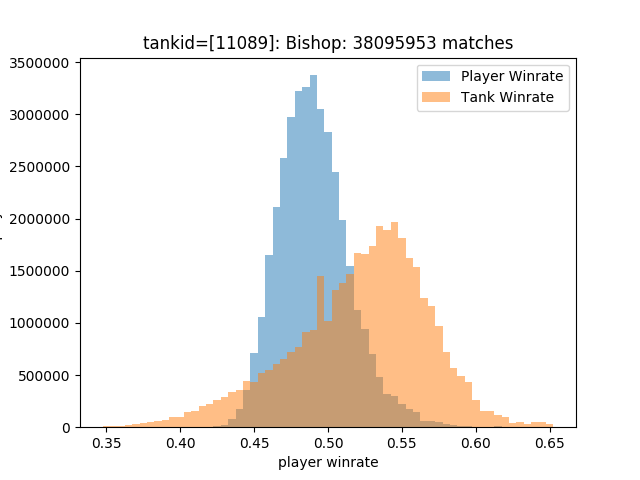 tankid=[11089]: Bishop: 38095953 matches
Player Winrate
Tank Winrate
3500000
3000000
2500000
2000000
1500000
1000000
500000
0
0.35 0.40 0.45 0.50 0.55 0.60 0.65
player winrate